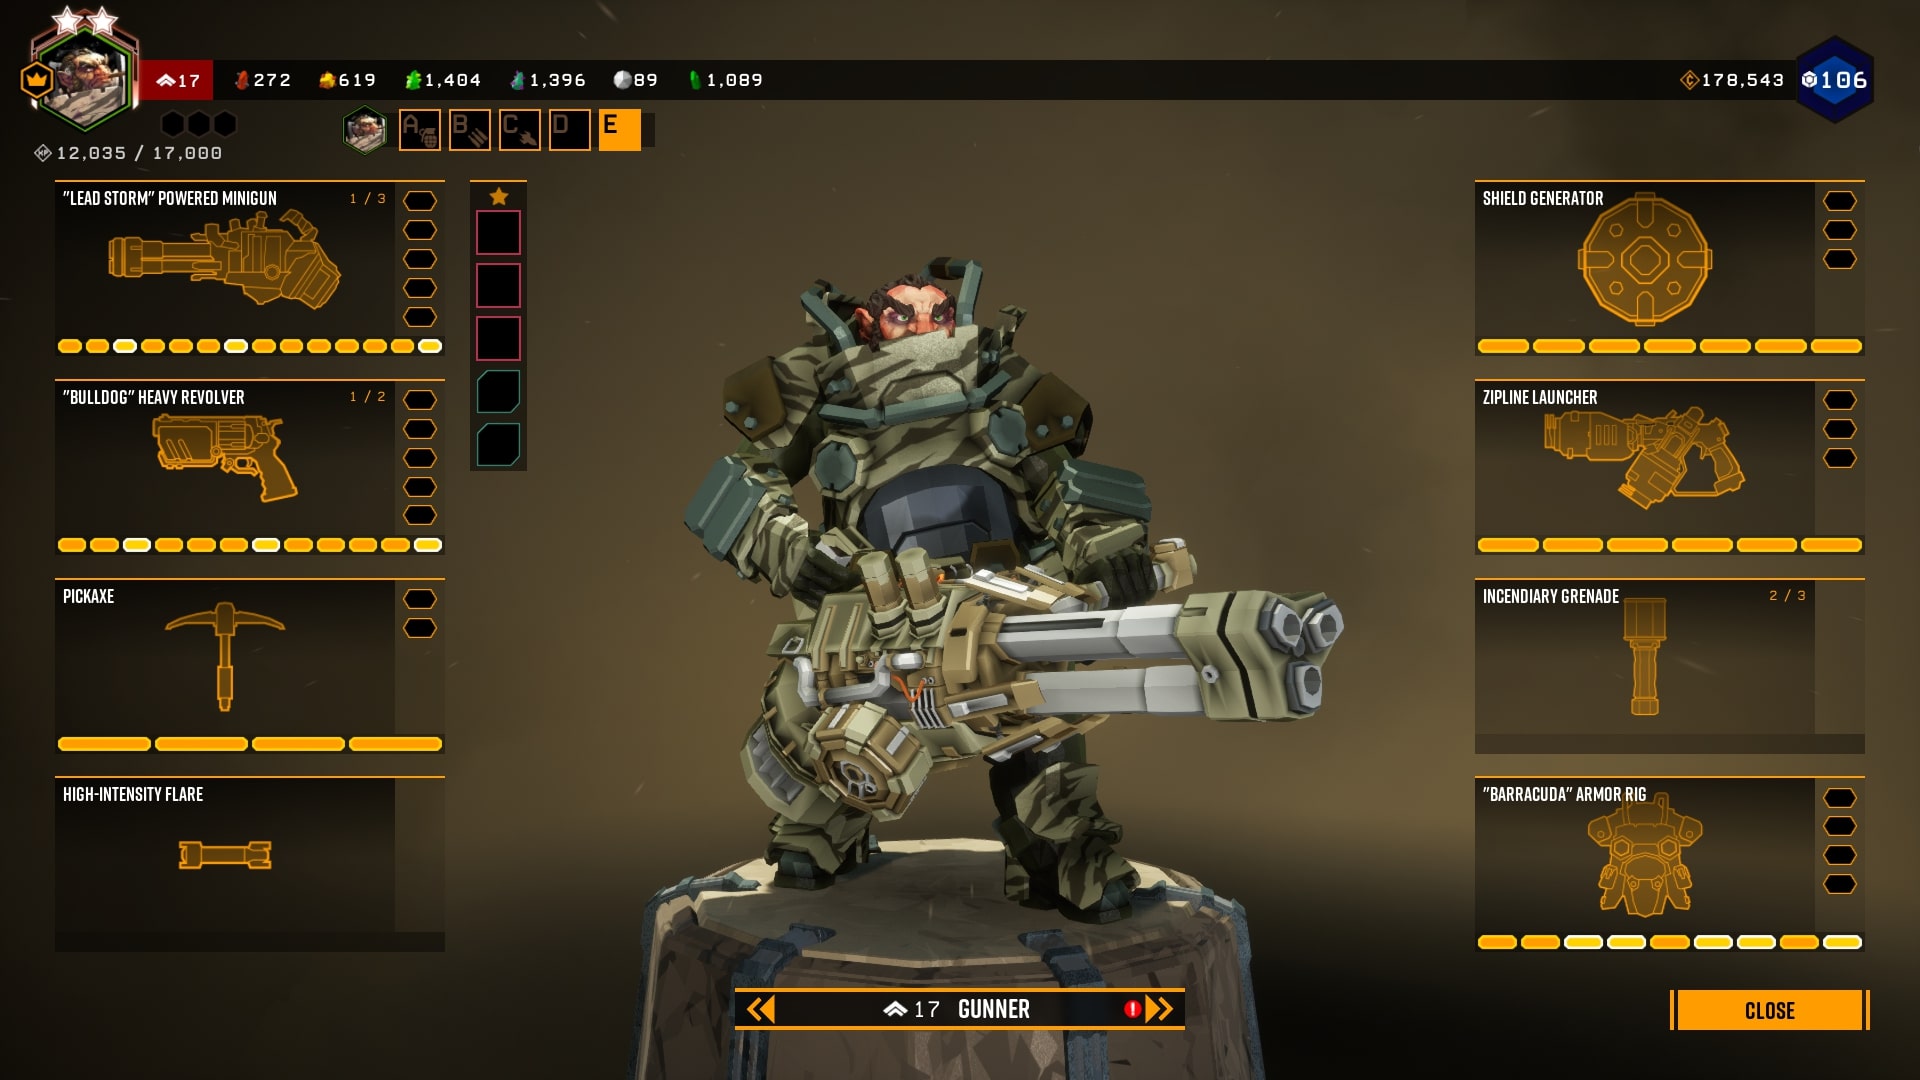 17 272 619 1,404 1,396 89 1,089 178,543 106
A B C D E
12,035 / 17,000
"LEAD STORM" POWERED MINIGUN 1 / 3
"BULLDOG" HEAVY REVOLVER 1 / 2
PICKAXE
HIGH-INTENSITY FLARE
SHIELD GENERATOR
ZIPLINE LAUNCHER
INCENDIARY GRENADE 2 / 3
"BARRACUDA" ARMOR RIG
17 GUNNER !
CLOSE